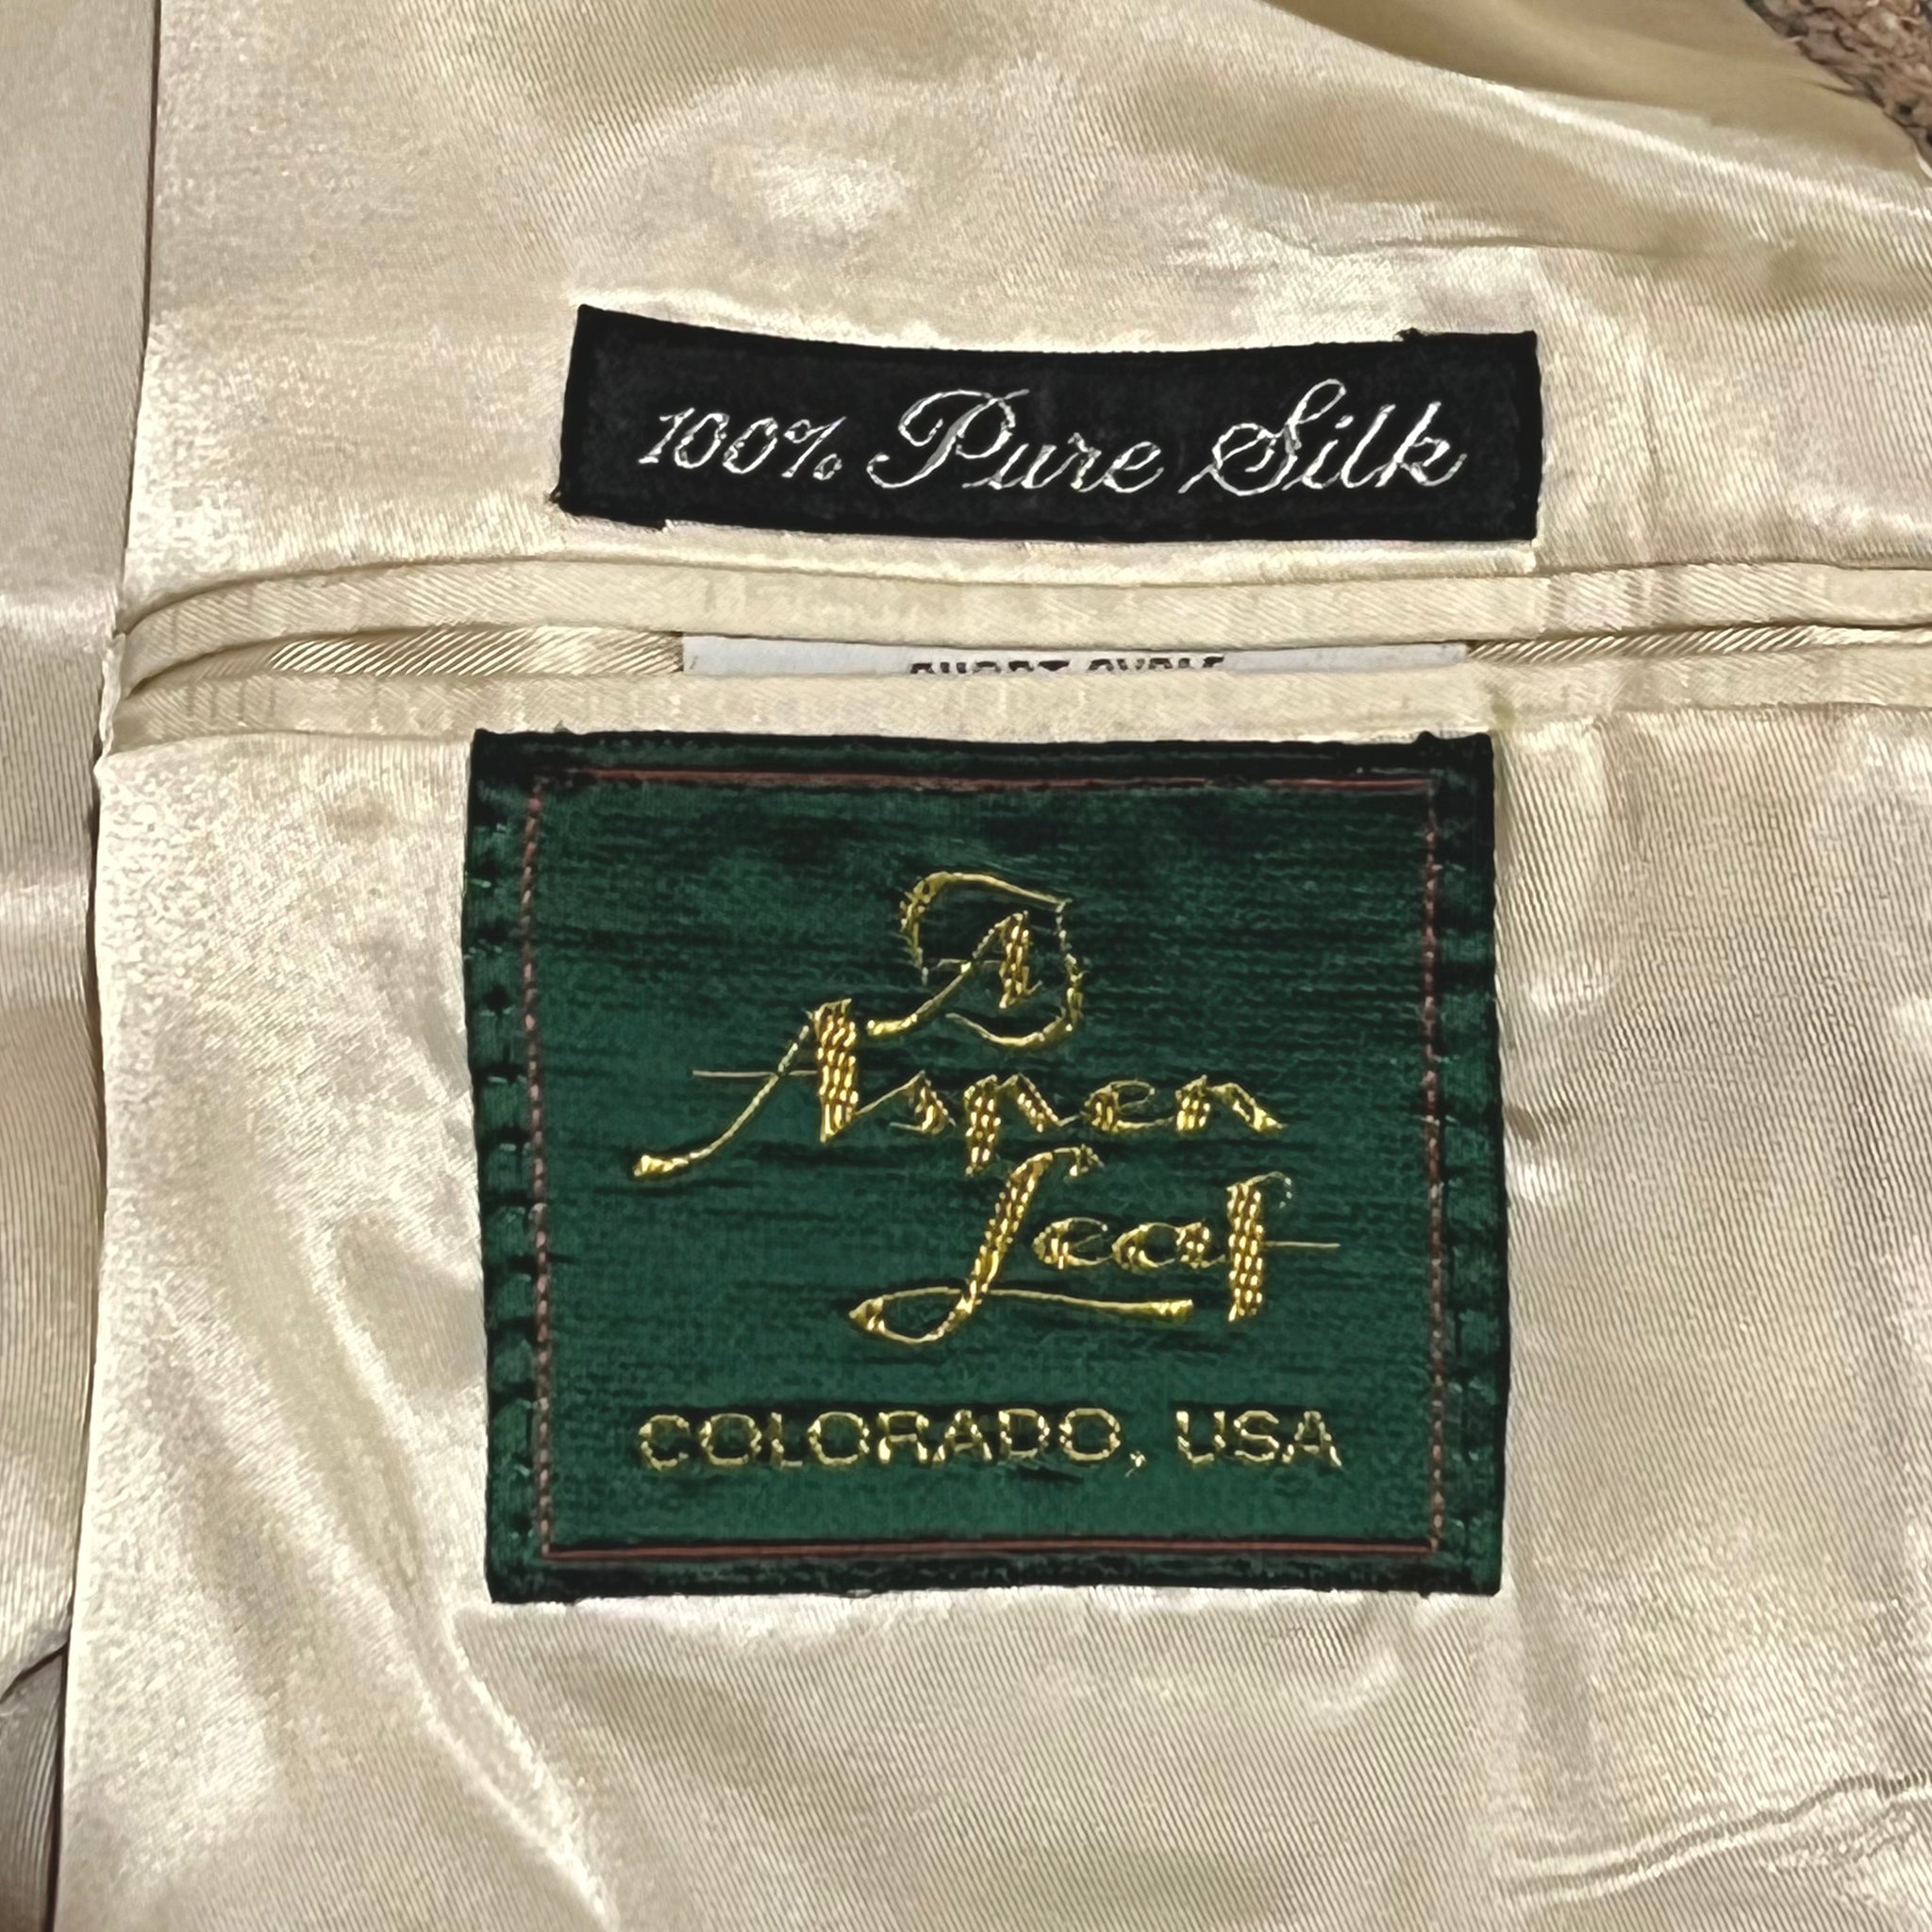 100% Pure Silk
A
Aspen
Leaf
COLORADO, USA